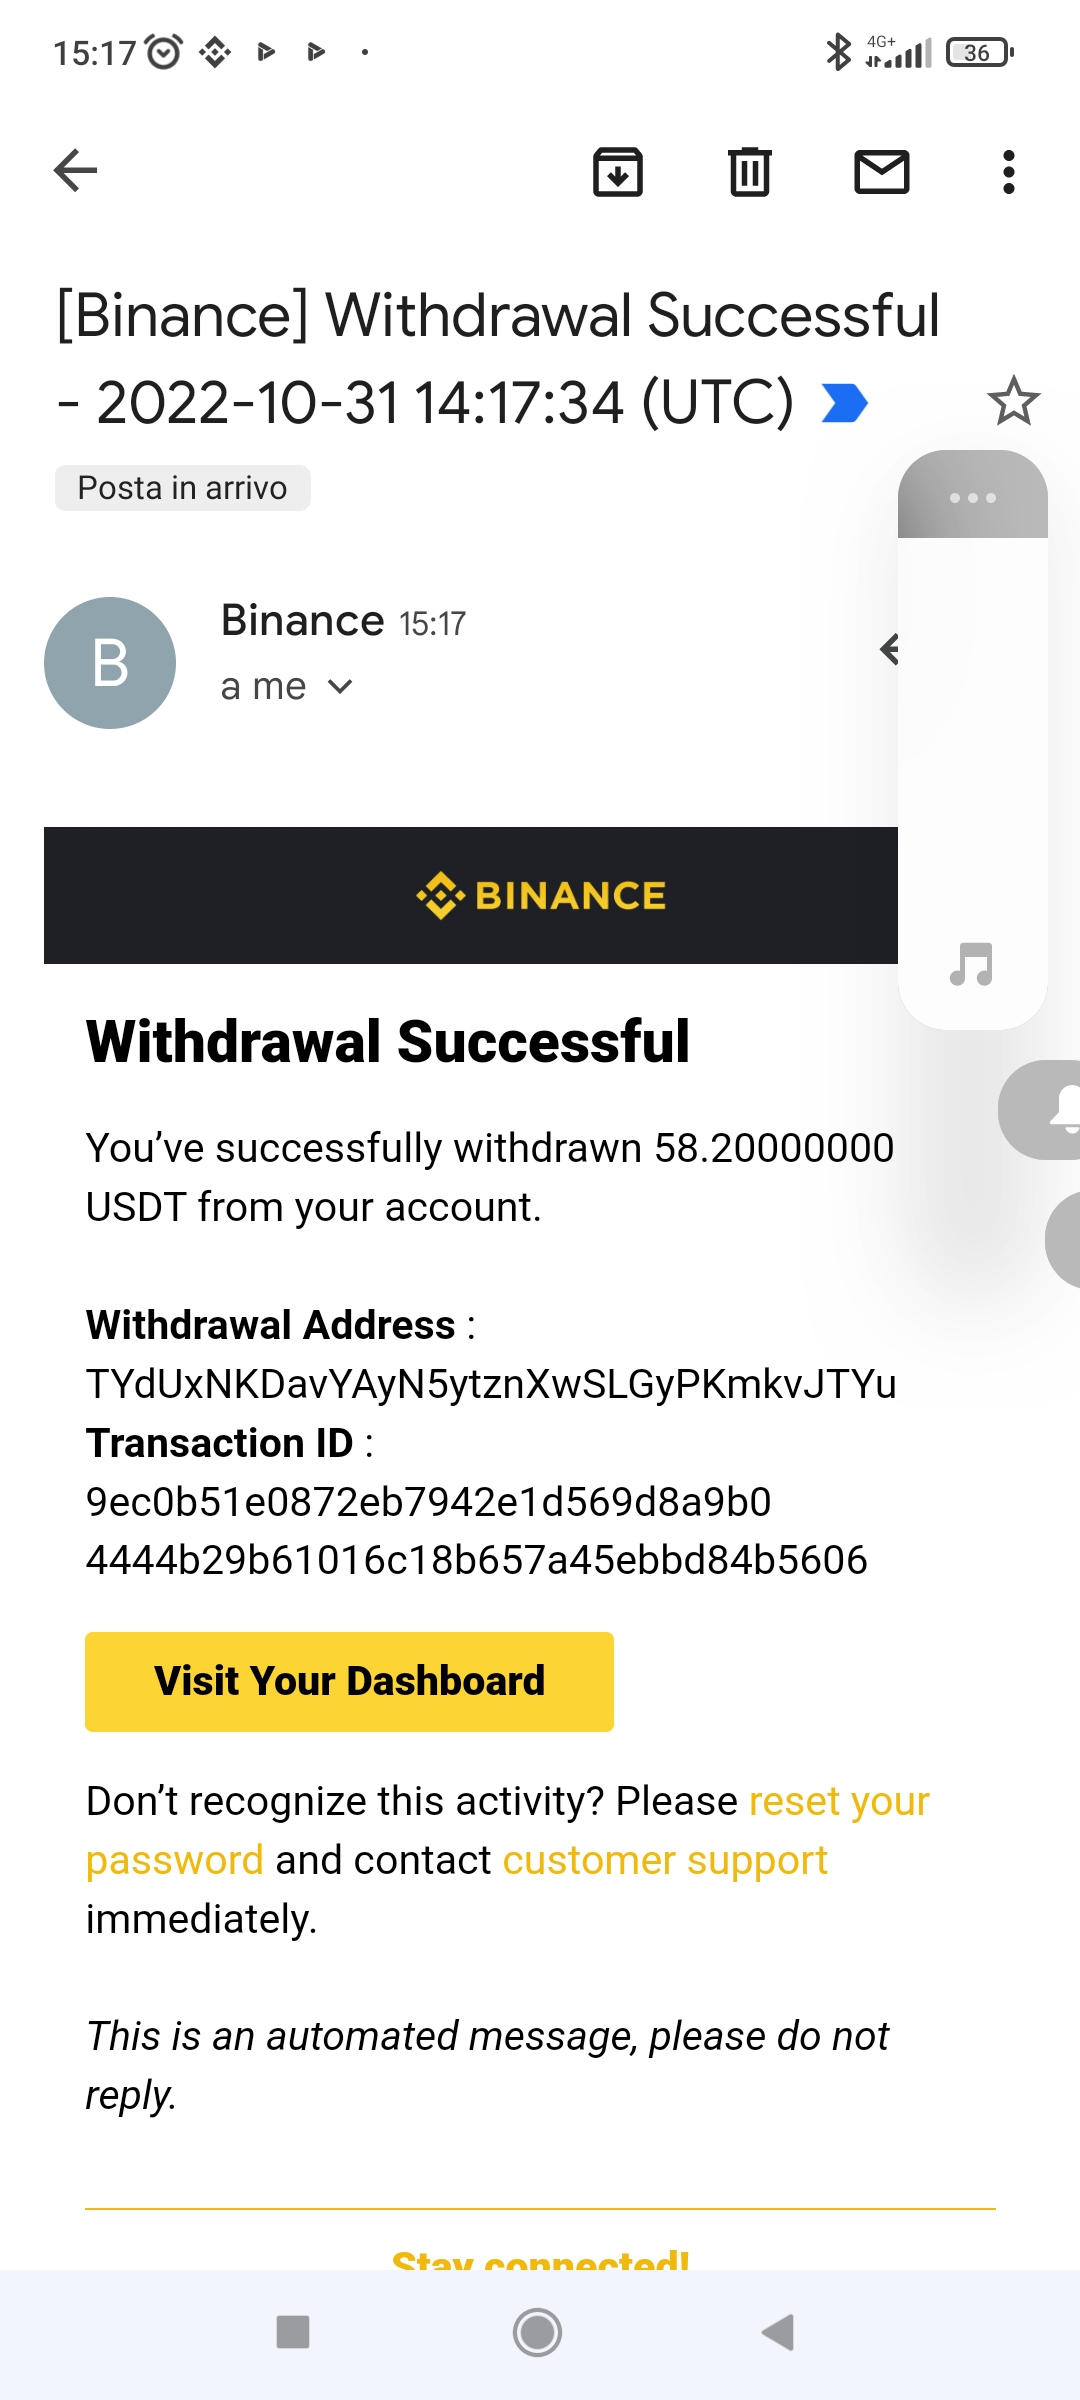 15:17
4G+
36
[Binance] Withdrawal Successful
- 2022-10-31 14:17:34 (UTC)
Posta in arrivo
B
Binance 15:17
a me
BINANCE
Withdrawal Successful
You’ve successfully withdrawn 58.20000000
USDT from your account.
Withdrawal Address :
TYdUxNKDavYAyN5ytznXwSLGyPKmkvJTYu
Transaction ID :
9ec0b51e0872eb7942e1d569d8a9b0
4444b29b61016c18b657a45ebbd84b5606
Visit Your Dashboard
Don’t recognize this activity? Please reset your
password and contact customer support
immediately.
This is an automated message, please do not
reply.
Stay connected!